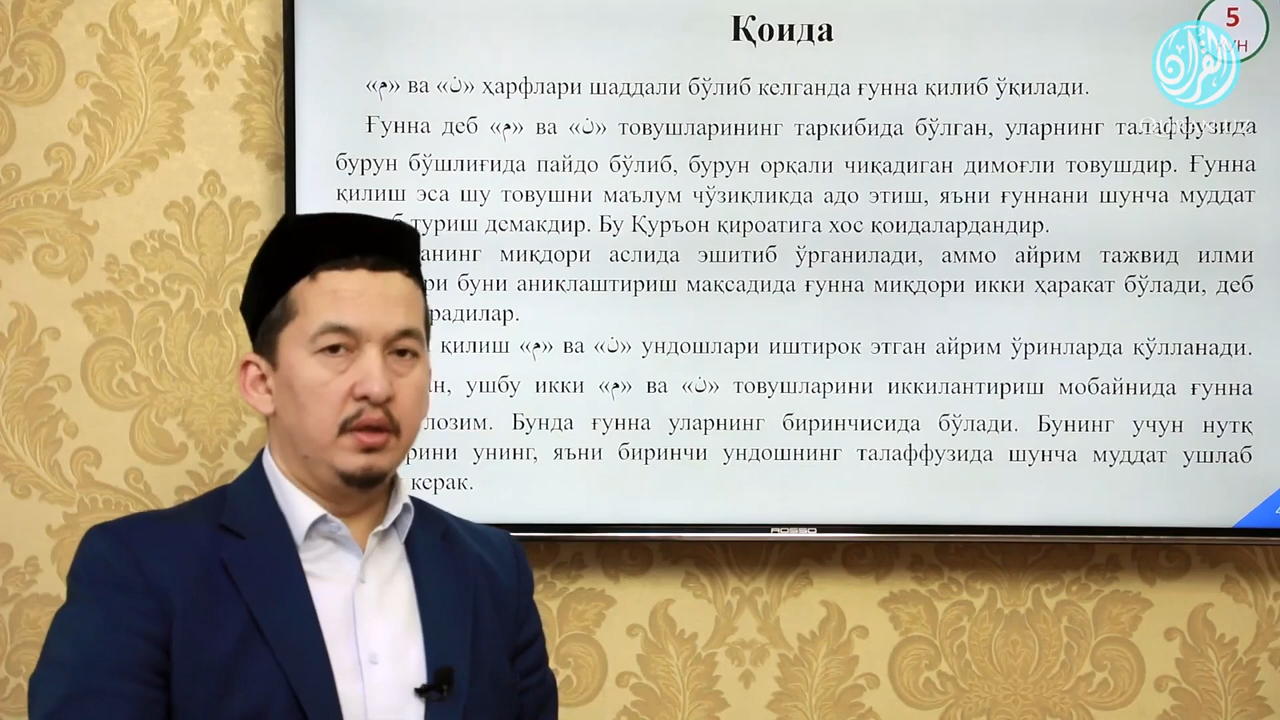 Қоида
5
«م» ва «ن» ҳарфлари шаддали бўлиб келганда ғунна қилиб ўқилади.
Ғунна деб «م» ва «ن» товушларининг таркибида бўлган, уларнинг талаффузида
бурун бўшлиғида пайдо бўлиб, бурун орқали чиқадиган димоғли товушдир. Ғунна
қилиш эса шу товушни маълум чўзиқликда адо этиш, яъни ғуннани шунча муддат
туриш демакдир. Бу Қуръон қироатига хос қоидалардандир.
миқдори аслида эшитиб ўрганилади, аммо айрим тажвид илми
буни аниқлаштириш мақсадида ғунна миқдори икки ҳаракат бўлади, деб
қилиш «م» ва «ن» ундошлари иштирок этган айрим ўринларда қўлланади.
ушбу икки «م» ва «ن» товушларини иккилантириш мобайнида ғунна
лозим. Бунда ғунна уларнинг биринчисида бўлади. Бунинг учун нутқ
унинг, яъни биринчи ундошнинг талаффузида шунча муддат ушлаб
керак.
ROSSO